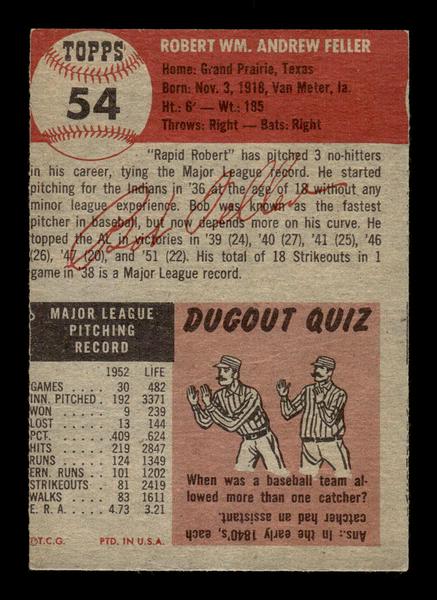 TOPPS
54
ROBERT WM. ANDREW FELLER
Home: Grand Prairie, Texas
Born: Nov. 3, 1918, Van Meter, Ia.
Ht.: 6' — Wt.: 185
Throws: Right — Bats: Right
"Rapid Robert" has pitched 3 no-hitters
in his career, tying the Major League record. He started
pitching for the Indians in '36 at the age of 18 without any
minor league experience. Bob was known as the fastest
pitcher in baseball, but now depends more on his curve. He
topped the AL in victories in '39 (24), '40 (27), '41 (25), '46
(26), '47 (20), and '51 (22). His total of 18 Strikeouts in 1
game in '38 is a Major League record.
Bob Feller
MAJOR LEAGUE
PITCHING
RECORD
1952 LIFE
GAMES 30 482
INN. PITCHED 192 3371
WON 9 239
LOST 13 144
PCT. .409 .624
HITS 219 2847
RUNS 124 1349
ERN. RUNS 101 1202
STRIKEOUTS 81 2419
WALKS 83 1611
E. R. A. 4.73 3.21
T.C.G. PTD. IN U.S.A.
DUGOUT QUIZ
When was a baseball team al-
lowed more than one catcher?
Ans.: In the early 1840's, each
catcher had an assistant.